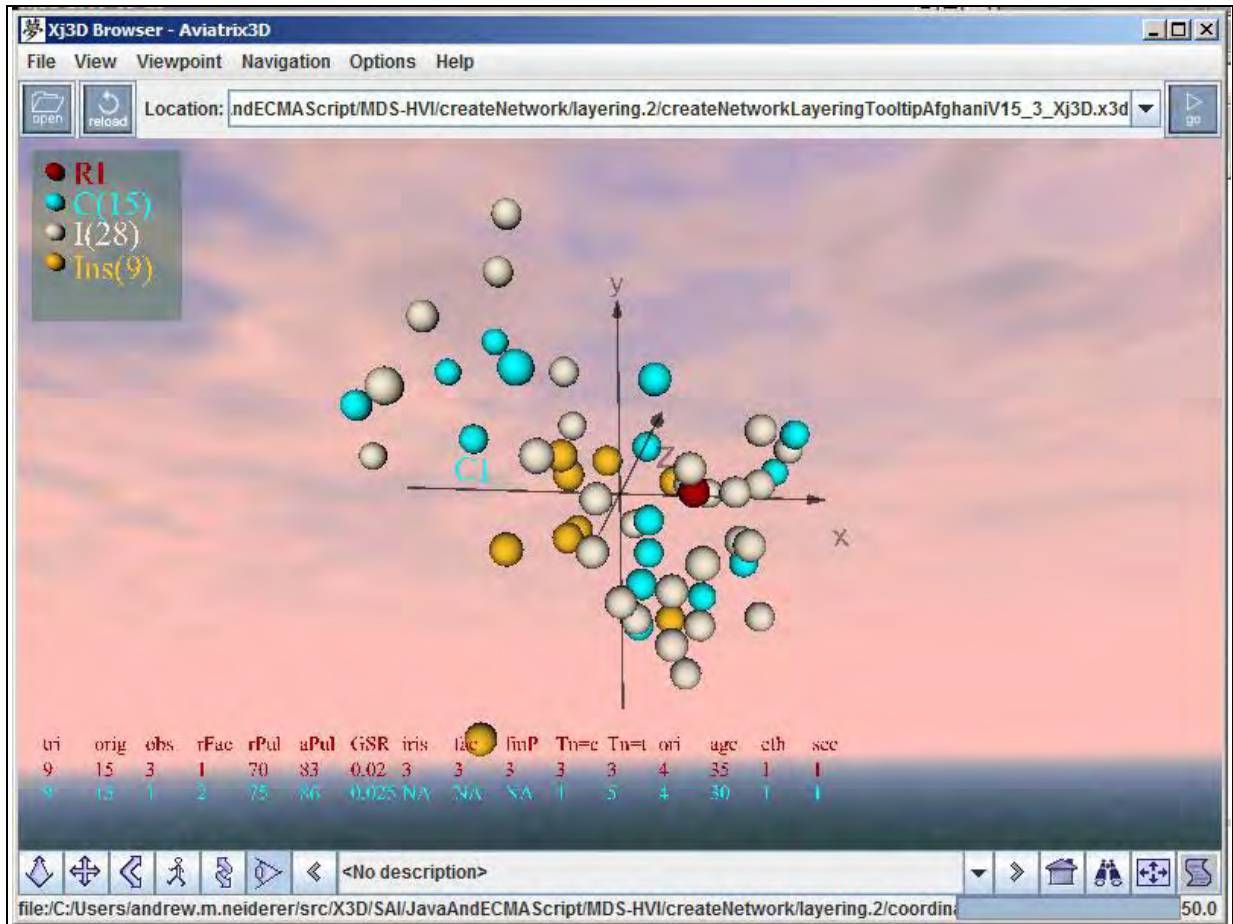 Xj3D Browser - Aviatrix3D
File View Viewpoint Navigation Options Help
open reload Location: .ndECMAScript/MDS-HVI/createNetwork/layering.2/createNetworkLayeringTooltipAfghaniV15_3_Xj3D.x3d go
R1
C(15)
I(28)
Ins(9)
y
Z
C1
x
tri orig obs rFac rPul aPul GSR iris finP Tn=c Tn=t ori age eth sec
9 15 3 1 70 83 0.02 3 3 3 3 3 4 35 1 1
9 15 1 2 75 86 0.025 NA NA NA 1 5 4 30 1 1
<No description>
file:/C:/Users/andrew.m.neiderer/src/X3D/SAI/JavaAndECMAScript/MDS-HVI/createNetwork/layering.2/coordin 50.0